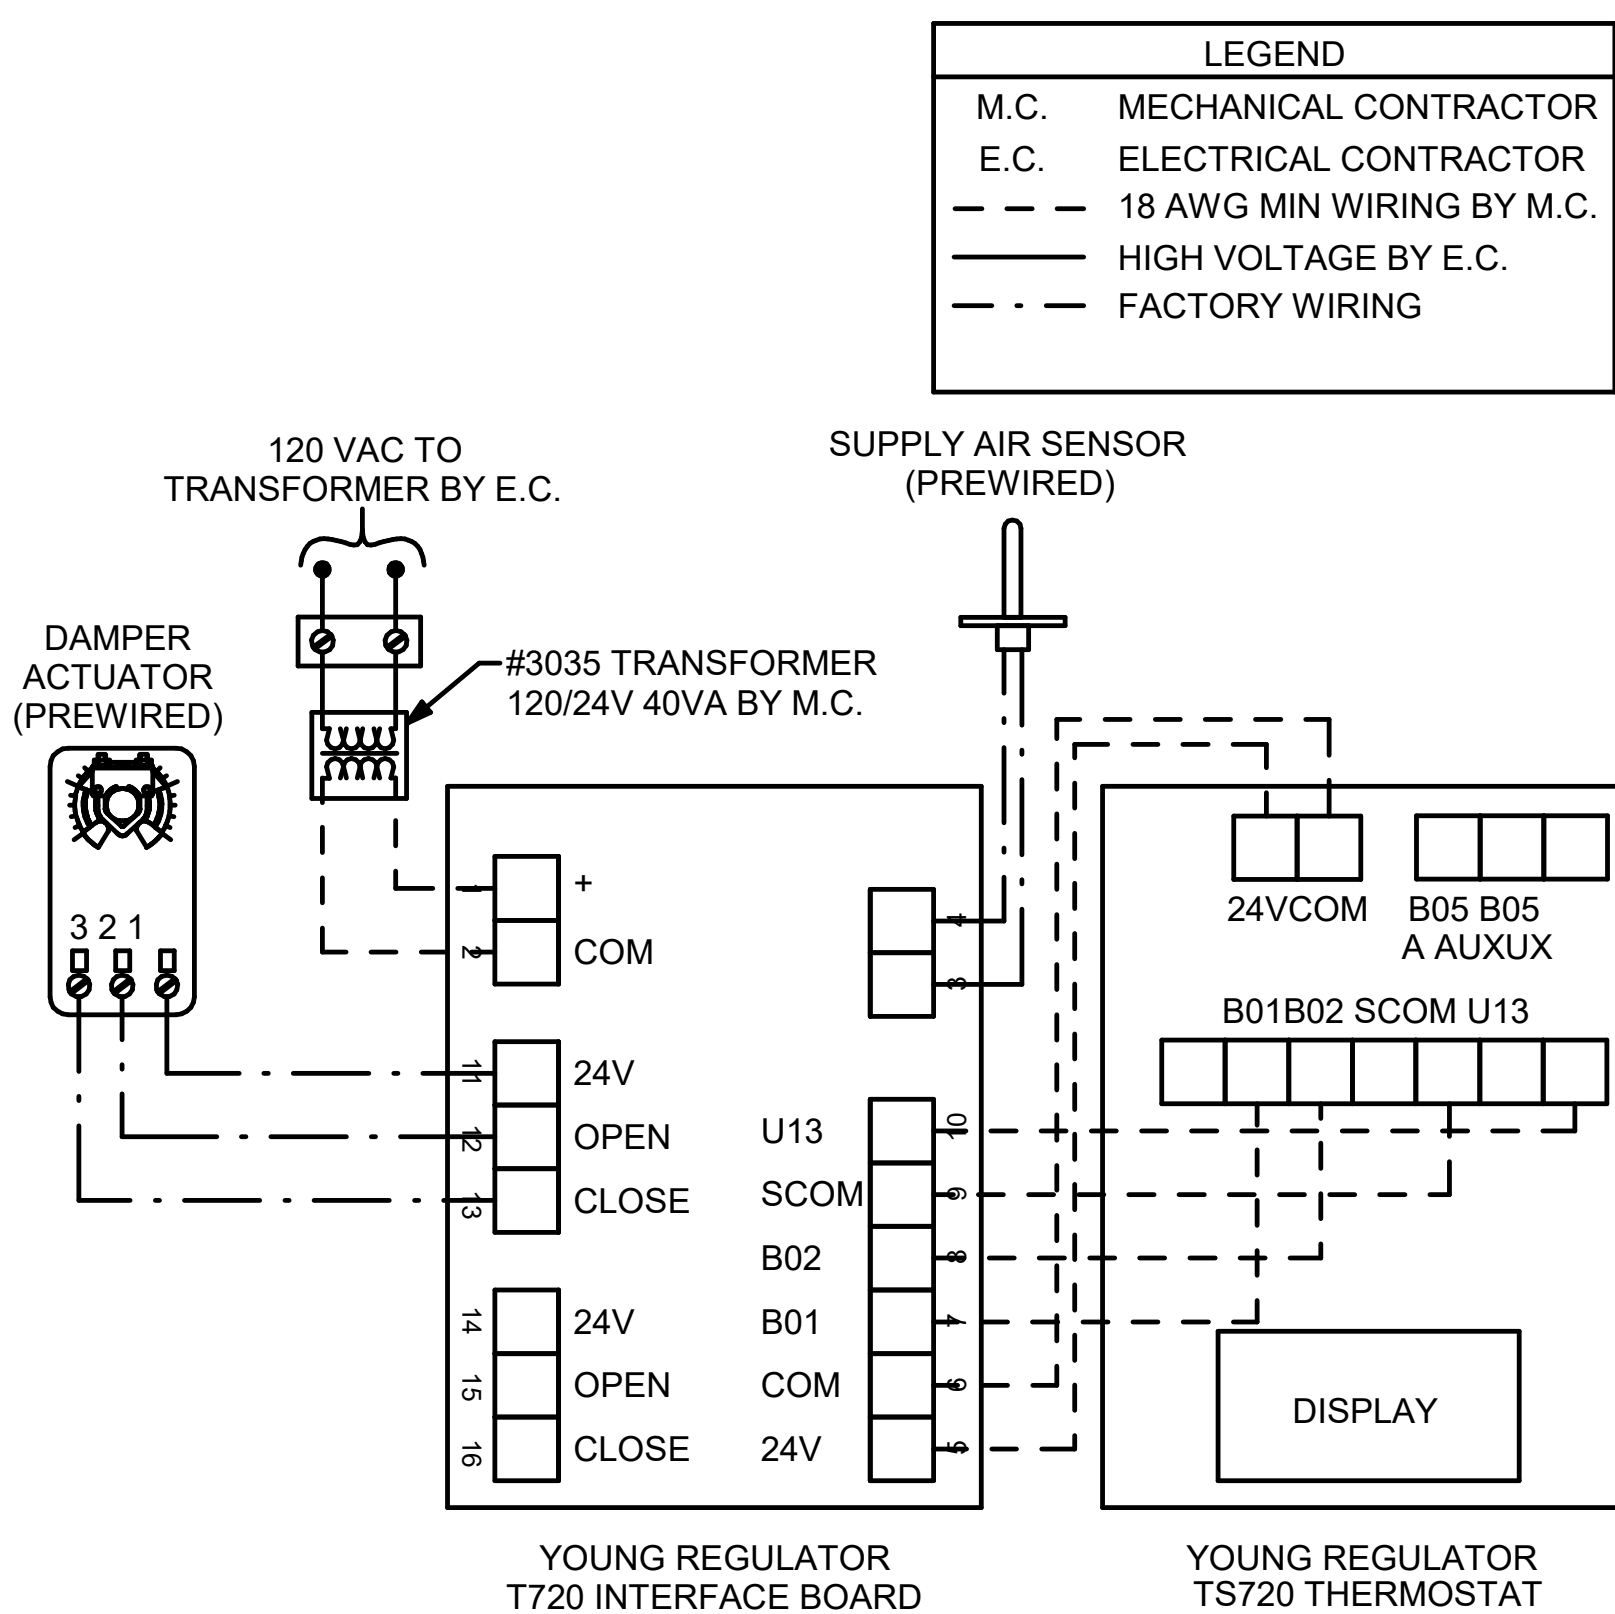 LEGEND
M.C. MECHANICAL CONTRACTOR
E.C. ELECTRICAL CONTRACTOR
18 AWG MIN WIRING BY M.C.
HIGH VOLTAGE BY E.C.
FACTORY WIRING
120 VAC TO
TRANSFORMER BY E.C.
SUPPLY AIR SENSOR
(PREWIRED)
DAMPER
ACTUATOR
(PREWIRED)
#3035 TRANSFORMER
120/24V 40VA BY M.C.
3 2 1
1 +
2 COM
4
3
11 24V
12 OPEN
13 CLOSE
14 24V
15 OPEN
16 CLOSE
U13 10
SCOM 9
B02 8
B01 7
COM 6
24V 5
24VCOM
B05 B05
A AUXUX
B01B02 SCOM U13
DISPLAY
YOUNG REGULATOR
T720 INTERFACE BOARD
YOUNG REGULATOR
TS720 THERMOSTAT